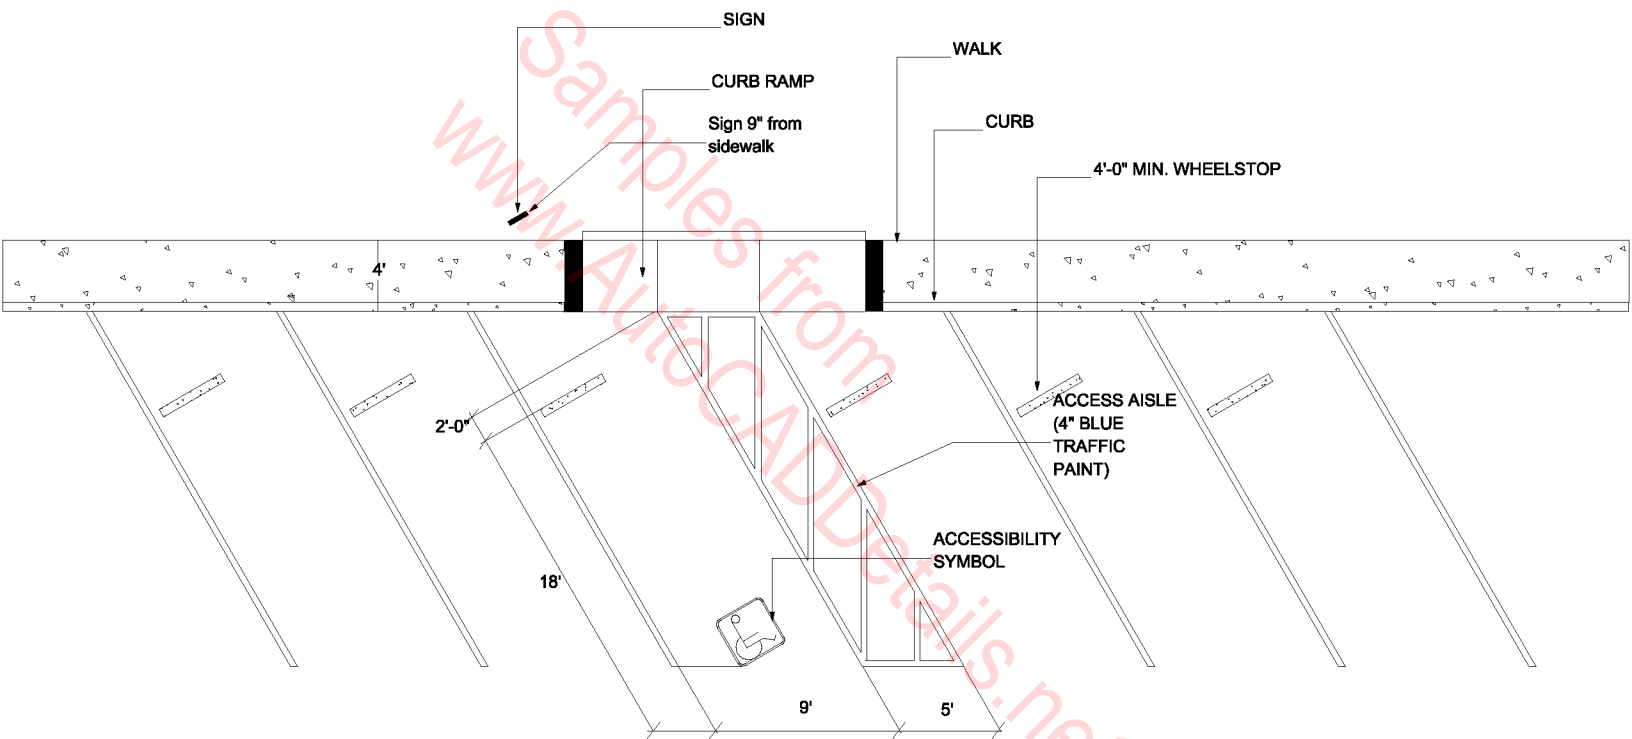 SIGN
WALK
CURB RAMP
Sign 9" from
sidewalk
CURB
4'-0" MIN. WHEELSTOP
4'
ACCESS AISLE
(4" BLUE
TRAFFIC
PAINT)
2'-0"
ACCESSIBILITY
SYMBOL
18'
9'
5'
Samples from
www.AutoCADDetails.ne